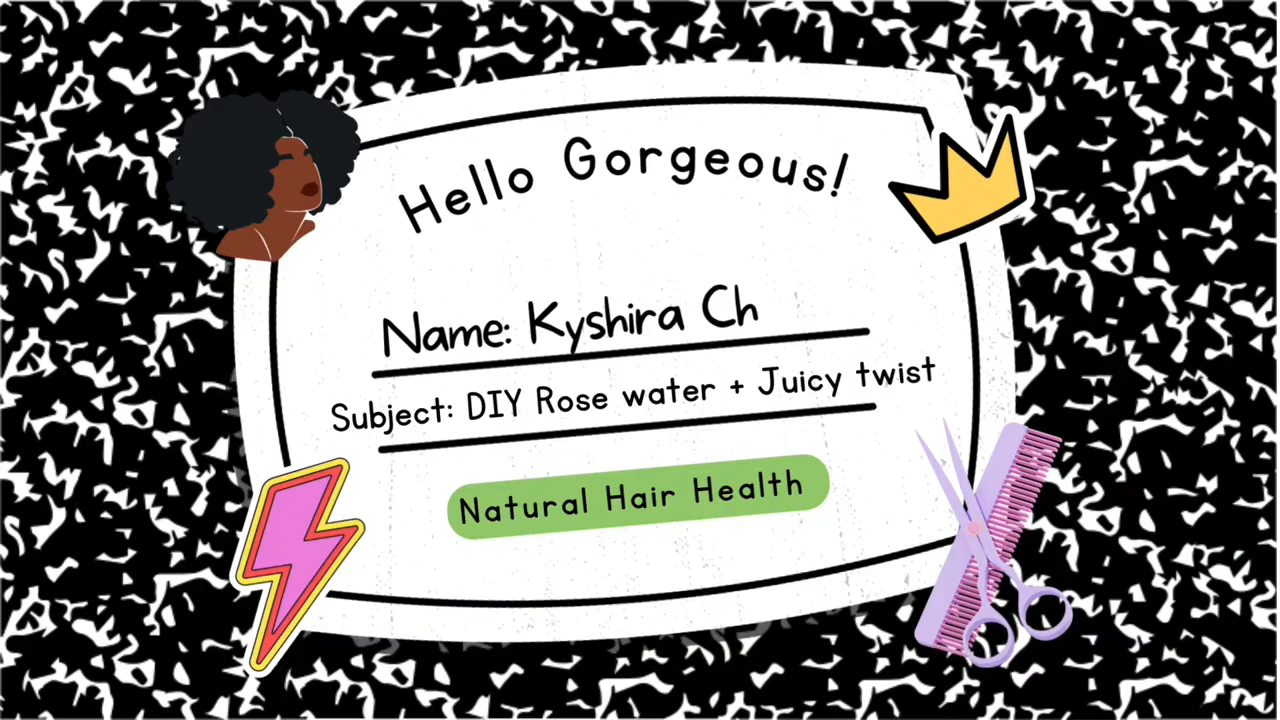 Hello Gorgeous!
Name: Kyshira Ch
Subject: DIY Rose water + Juicy twist
Natural Hair Health